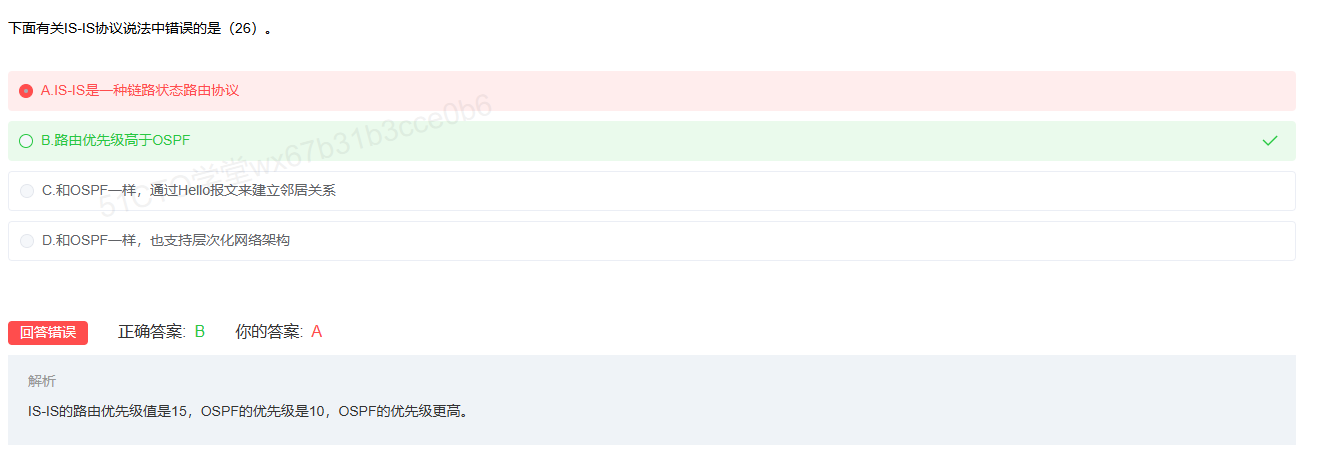 下面有关IS-IS协议说法中错误的是（26）。
A.IS-IS是一种链路状态路由协议
B.路由优先级高于OSPF
C.和OSPF一样，通过Hello报文来建立邻居关系
D.和OSPF一样，也支持层次化网络架构
51CTO学堂wx67b31b3cce0b6
回答错误 正确答案: B 你的答案: A
解析
IS-IS的路由优先级值是15，OSPF的优先级是10，OSPF的优先级更高。